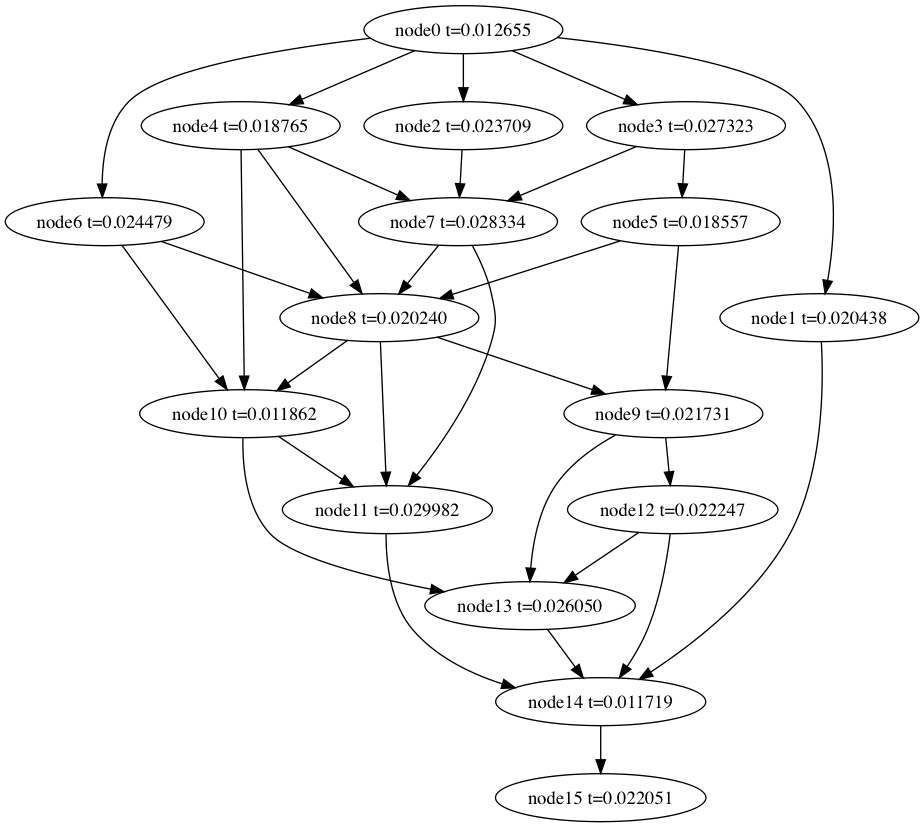 node0 t=0.012655
node4 t=0.018765
node2 t=0.023709
node3 t=0.027323
node6 t=0.024479
node7 t=0.028334
node5 t=0.018557
node8 t=0.020240
node1 t=0.020438
node10 t=0.011862
node9 t=0.021731
node11 t=0.029982
node12 t=0.022247
node13 t=0.026050
node14 t=0.011719
node15 t=0.022051